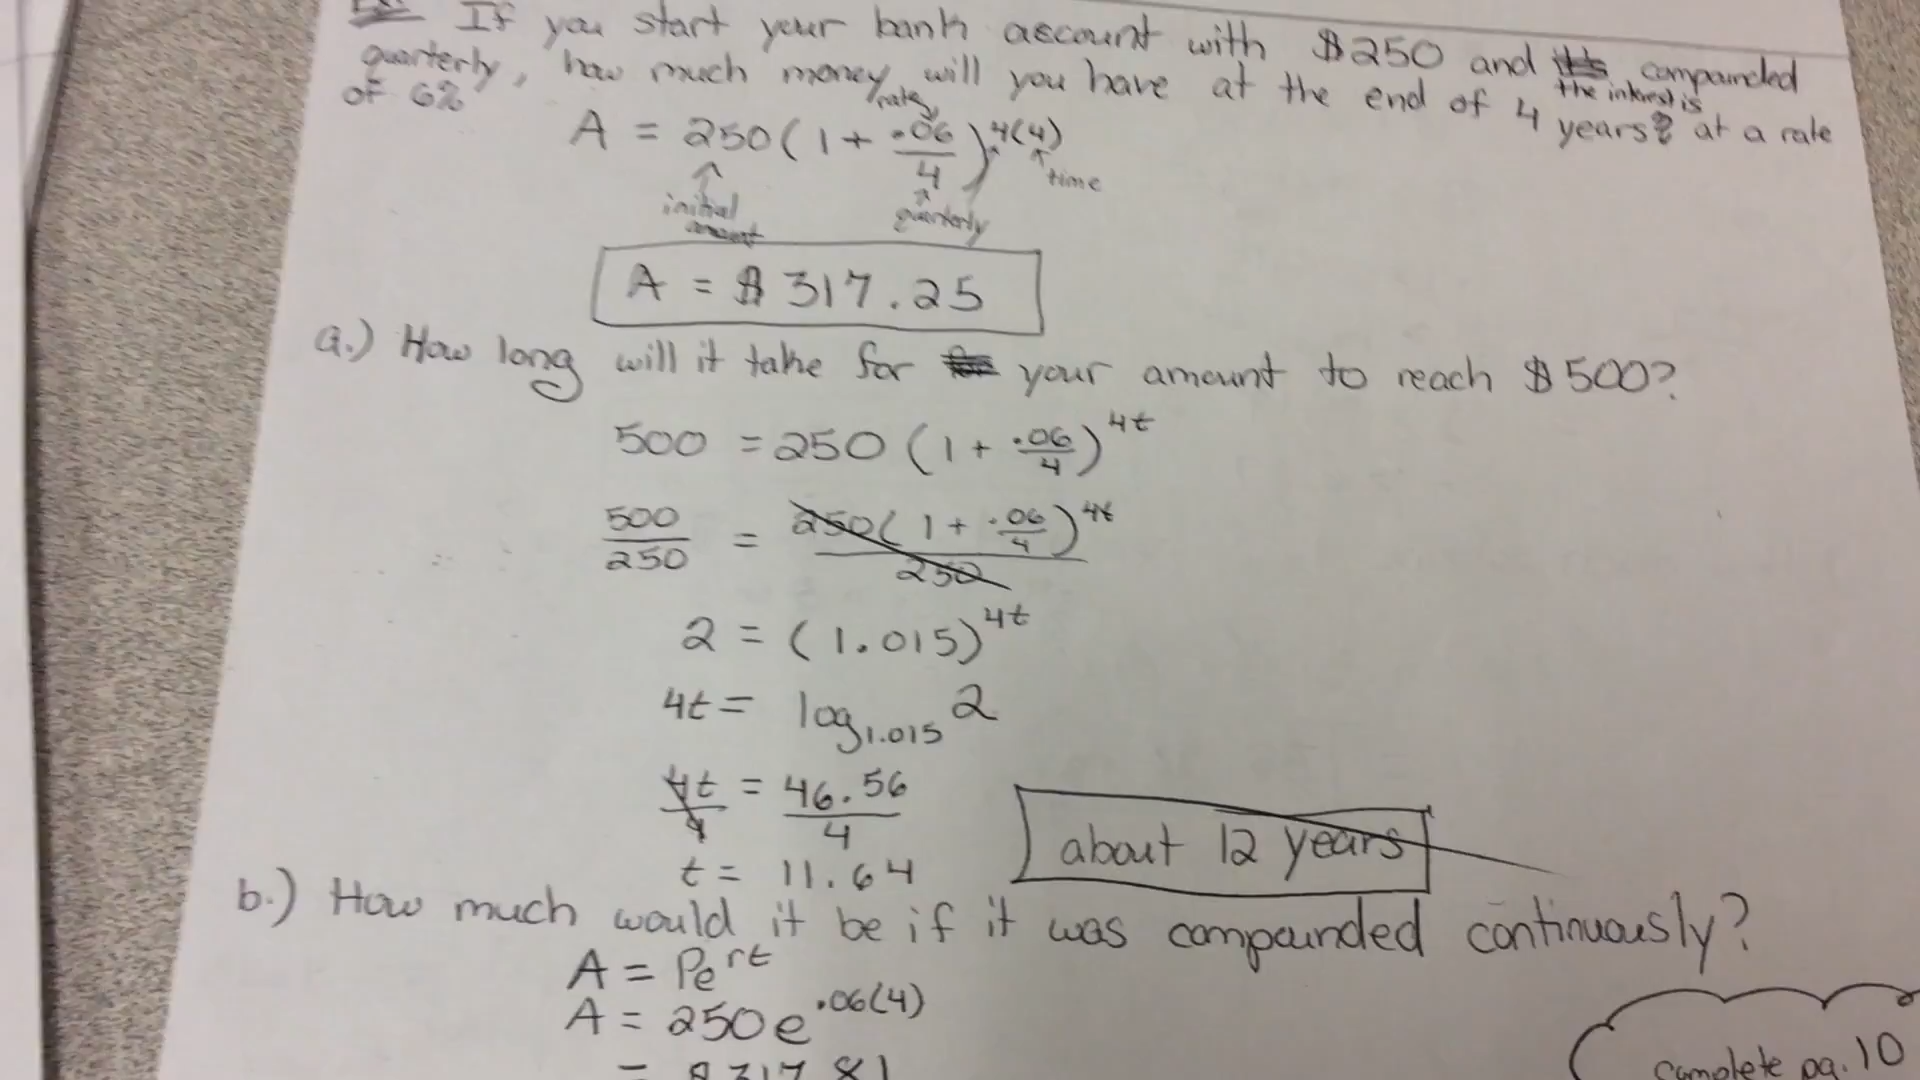 If you start your bank account with $250 and the interest is compounded
quarterly, how much money will you have at the end of 4 years? at a rate
of 6%
rate
A = 250(1 + .06/4)^4(4)
time
initial amount
quarterly
A = $317.25
a.) How long will it take for your amount to reach $500?
500 = 250(1 + .06/4)^4t
500/250 = 250(1 + .06/4)^4t/250
2 = (1.015)^4t
4t = log_1.015 2
4t/4 = 46.56/4
t = 11.64
about 12 years
b.) How much would it be if it was compounded continuously?
A = Pe^rt
A = 250e^.06(4)
= $317.81
complete pg. 10